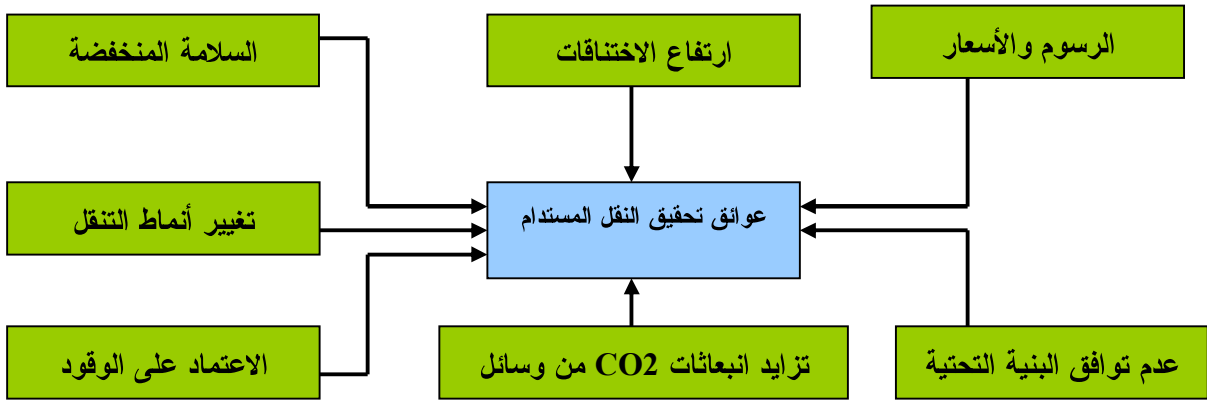 الرسوم والأسعار
ارتفاع الاختناقات
السلامة المنخفضة
عوائق تحقيق النقل المستدام
تغيير أنماط التنقل
عدم توافق البنية التحتية
تزايد انبعاثات CO2 من وسائل
الاعتماد على الوقود